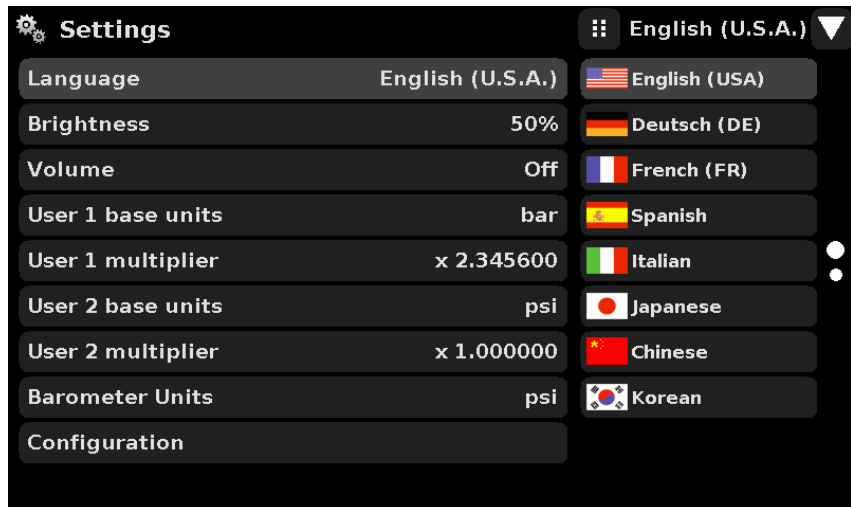 Settings
English (U.S.A.)
Language English (U.S.A.)
Brightness 50%
Volume Off
User 1 base units bar
User 1 multiplier x 2.345600
User 2 base units psi
User 2 multiplier x 1.000000
Barometer Units psi
Configuration
English (USA)
Deutsch (DE)
French (FR)
Spanish
Italian
Japanese
Chinese
Korean